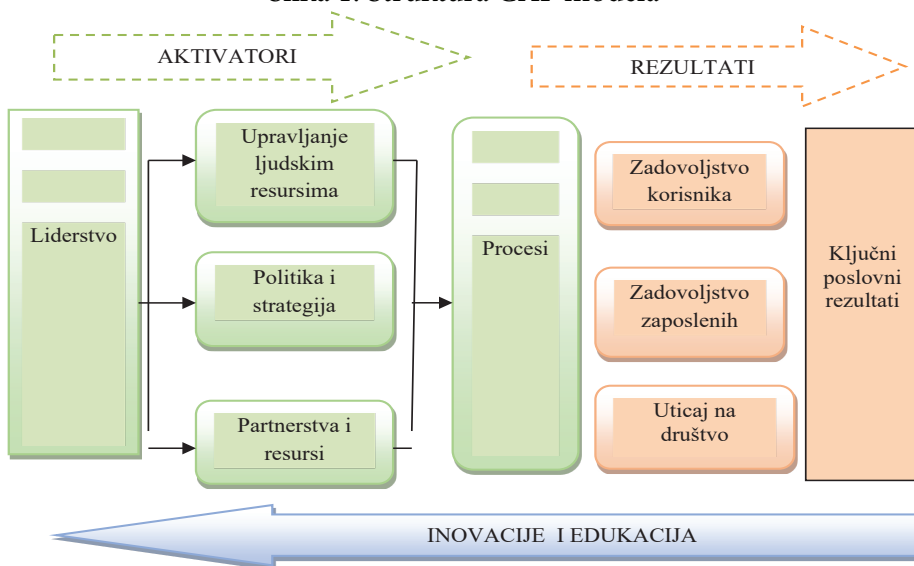 AKTIVATORI
REZULTATI
Liderstvo
Upravljanje
ljudskim
resursima
Politika i
strategija
Partnerstva i
resursi
Procesi
Zadovoljstvo
korisnika
Zadovoljstvo
zaposlenih
Uticaj na
društvo
Ključni
poslovni
rezultati
INOVACIJE I EDUKACIJA